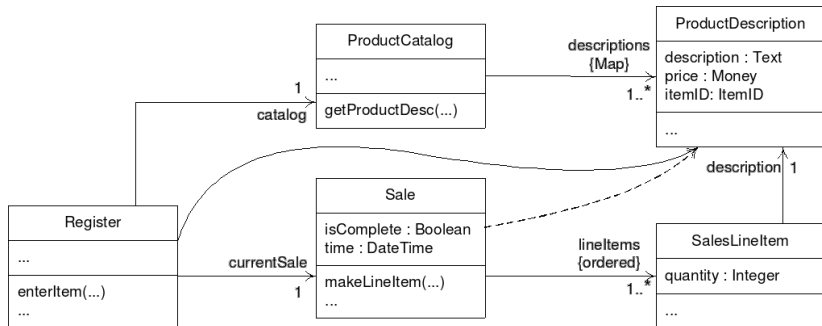 ProductCatalog
...
getProductDesc(...)
descriptions
{Map}
1..*
ProductDescription
description : Text
price : Money
itemID: ItemID
...
1
catalog
description
1
Register
...
enterItem(...)
...
currentSale
1
Sale
isComplete : Boolean
time : DateTime
makeLineItem(...)
...
lineItems
{ordered}
1..*
SalesLineItem
quantity : Integer
...